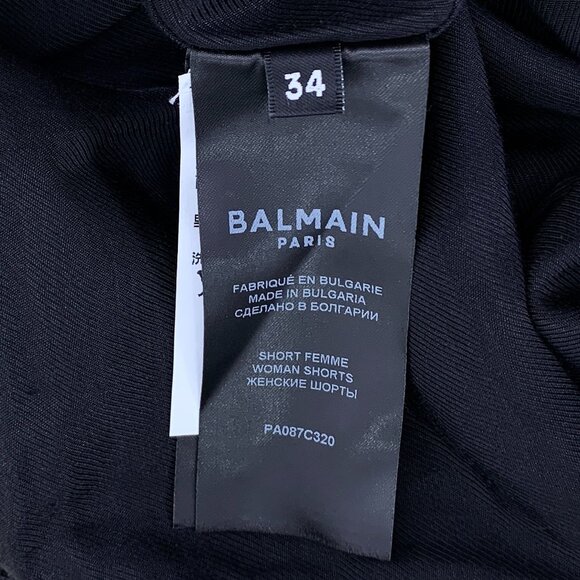 34
BALMAIN
PARIS
FABRIQUÉ EN BULGARIE
MADE IN BULGARIA
СДЕЛАНО В БОЛГАРИИ
SHORT FEMME
WOMAN SHORTS
ЖЕНСКИЕ ШОРТЫ
PA087C320